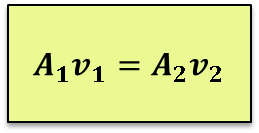 A₁v₁ = A₂v₂